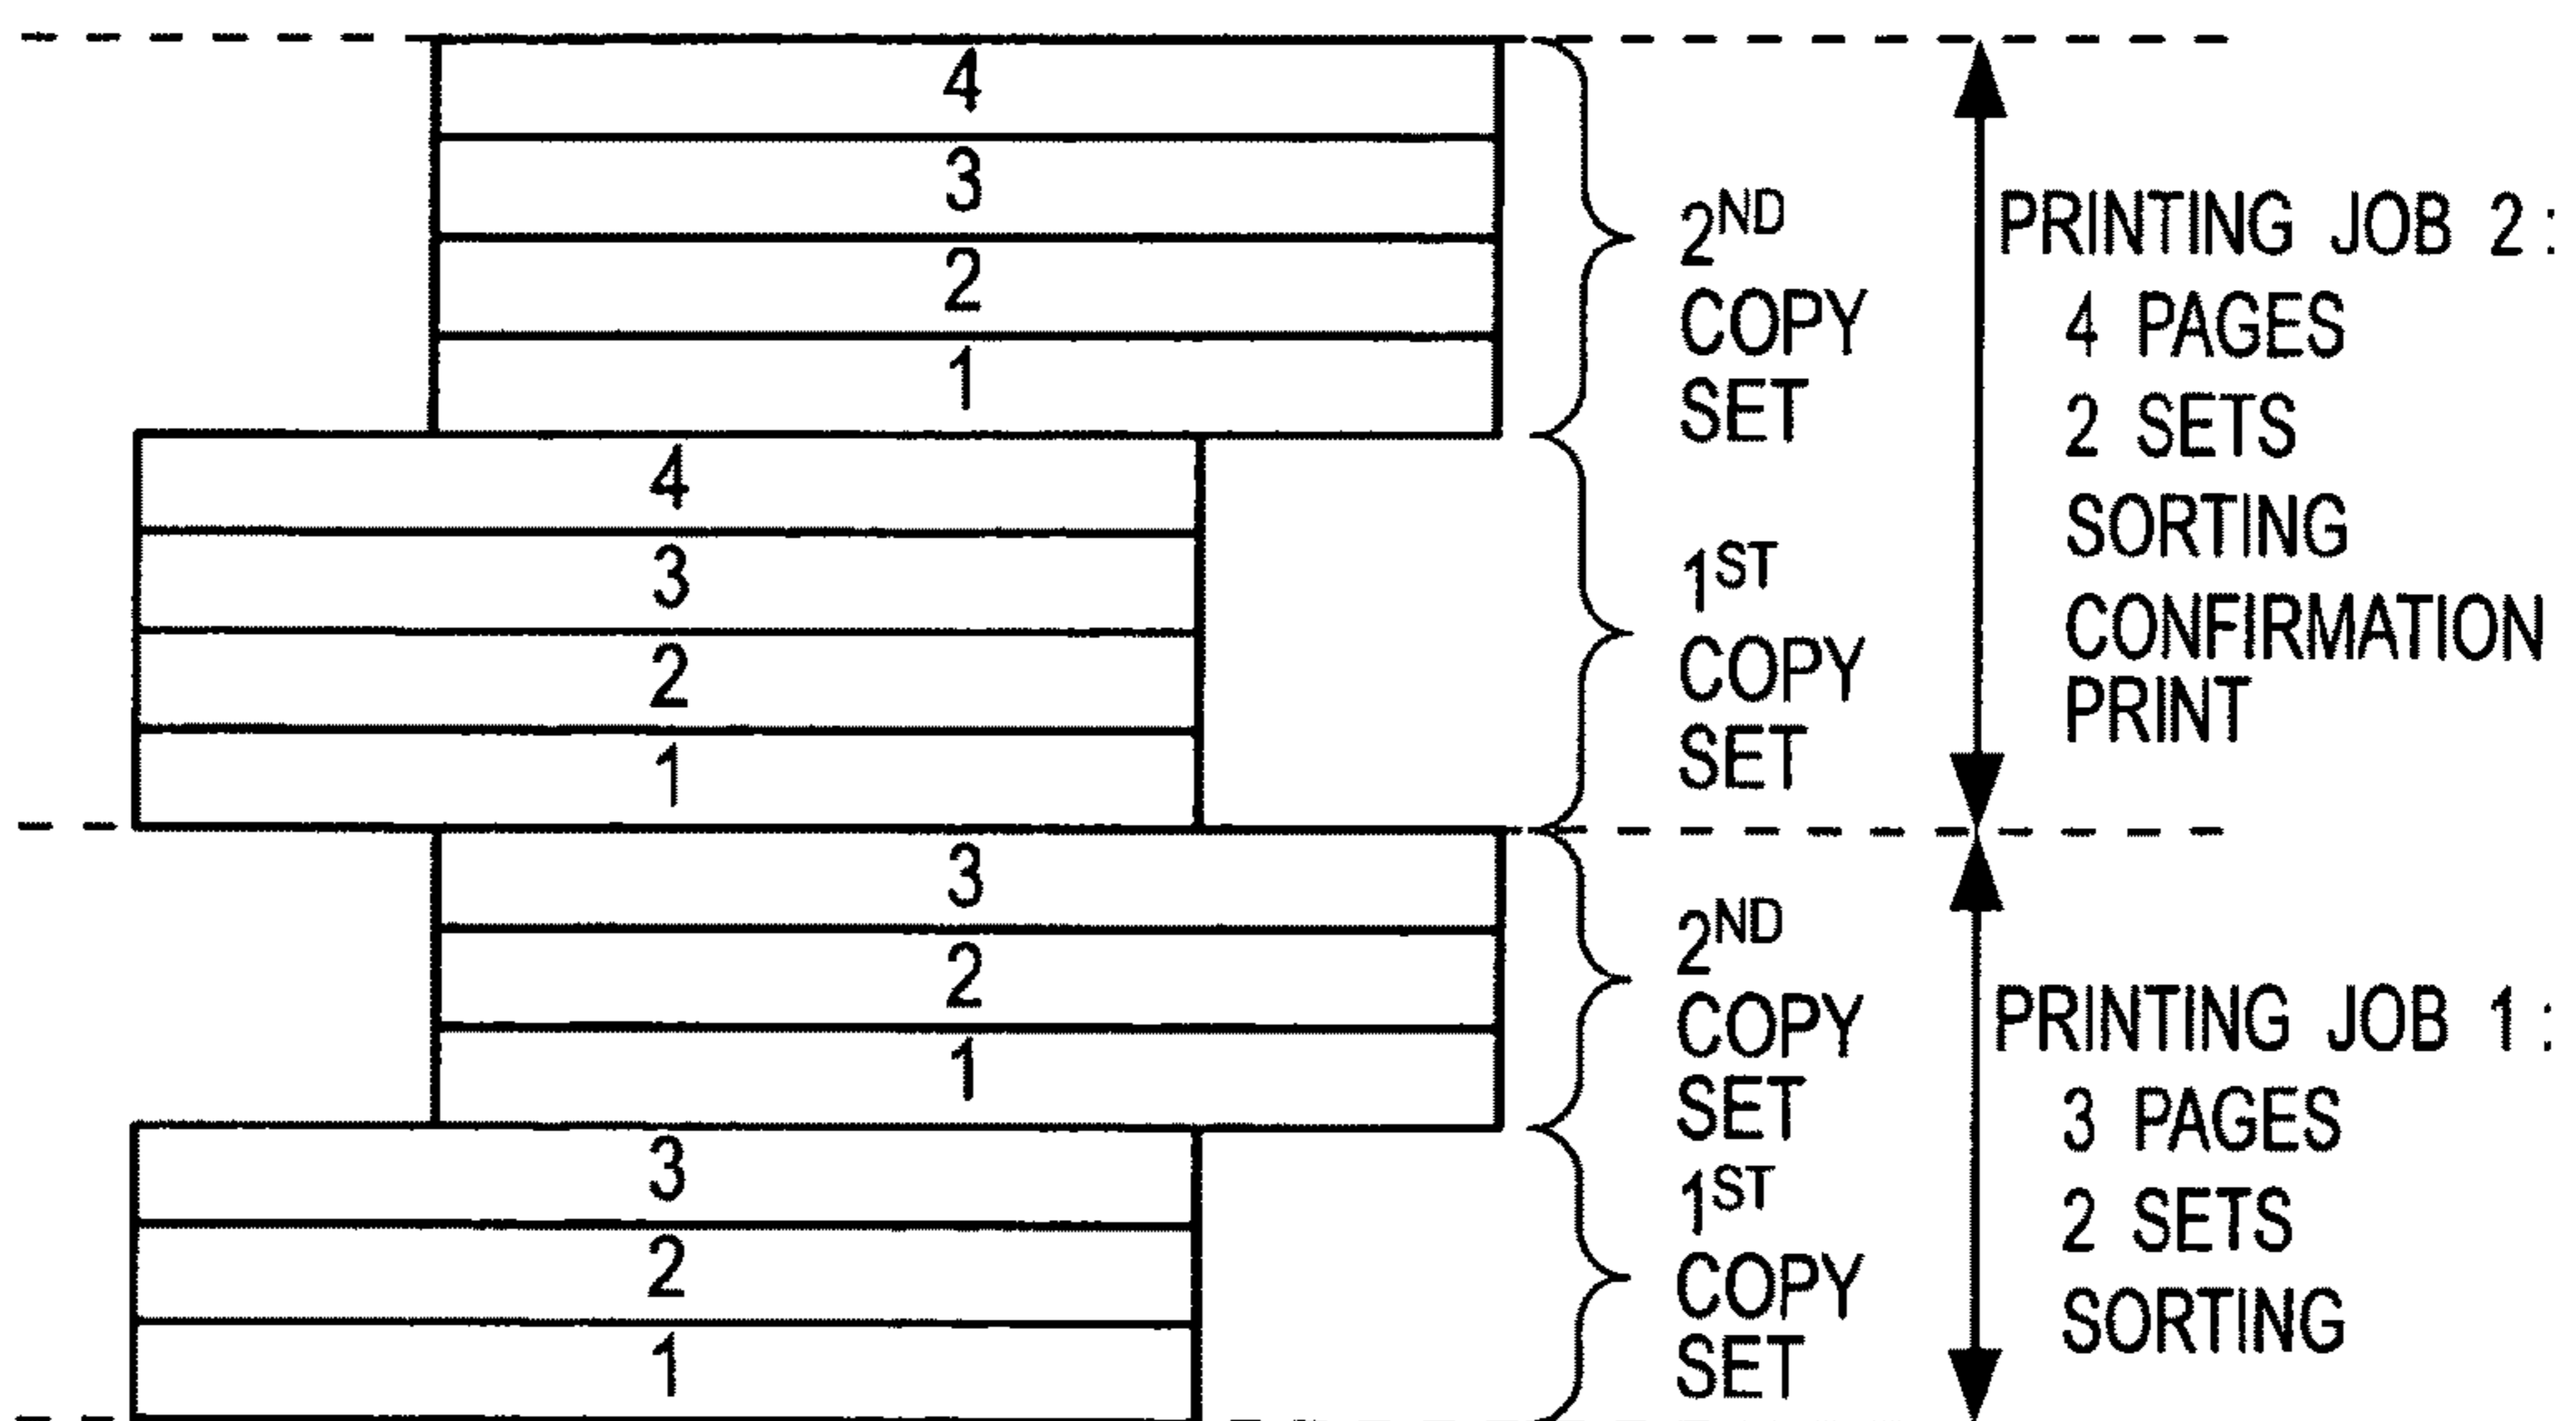 4
3
2
1
2ND
COPY
SET
4
3
2
1
1ST
COPY
SET
PRINTING JOB 2 :
4 PAGES
2 SETS
SORTING
CONFIRMATION
PRINT
3
2
1
2ND
COPY
SET
3
2
1
1ST
COPY
SET
PRINTING JOB 1 :
3 PAGES
2 SETS
SORTING